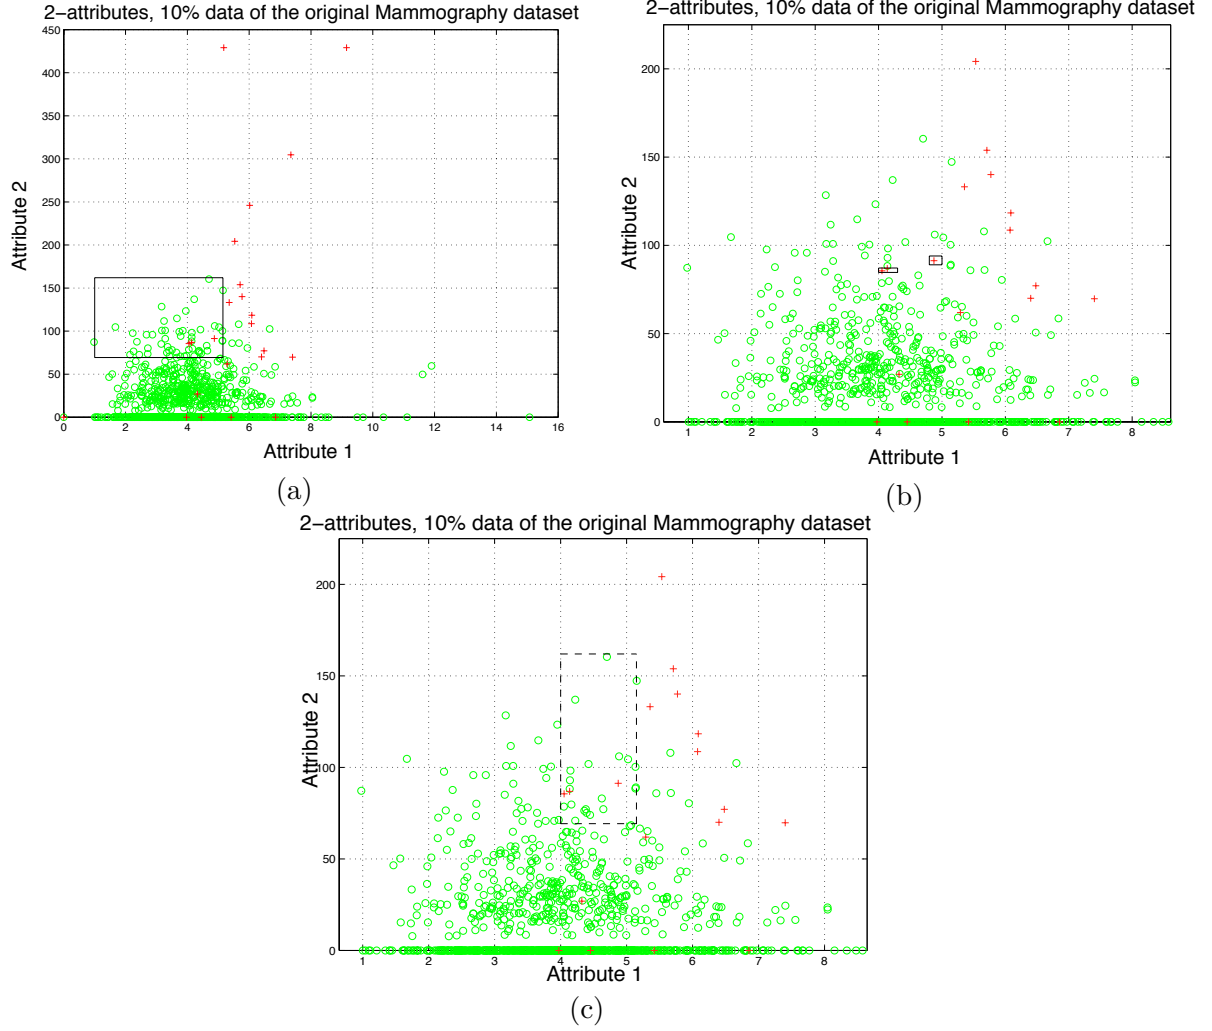 2−attributes, 10% data of the original Mammography dataset
450
400
350
300
250
200
150
100
50
0
Attribute 2
0 2 4 6 8 10 12 14 16
Attribute 1
(a)
2−attributes, 10% data of the original Mammography dataset
200
150
100
50
0
Attribute 2
1 2 3 4 5 6 7 8
Attribute 1
(b)
2−attributes, 10% data of the original Mammography dataset
200
150
100
50
0
Attribute 2
1 2 3 4 5 6 7 8
Attribute 1
(c)